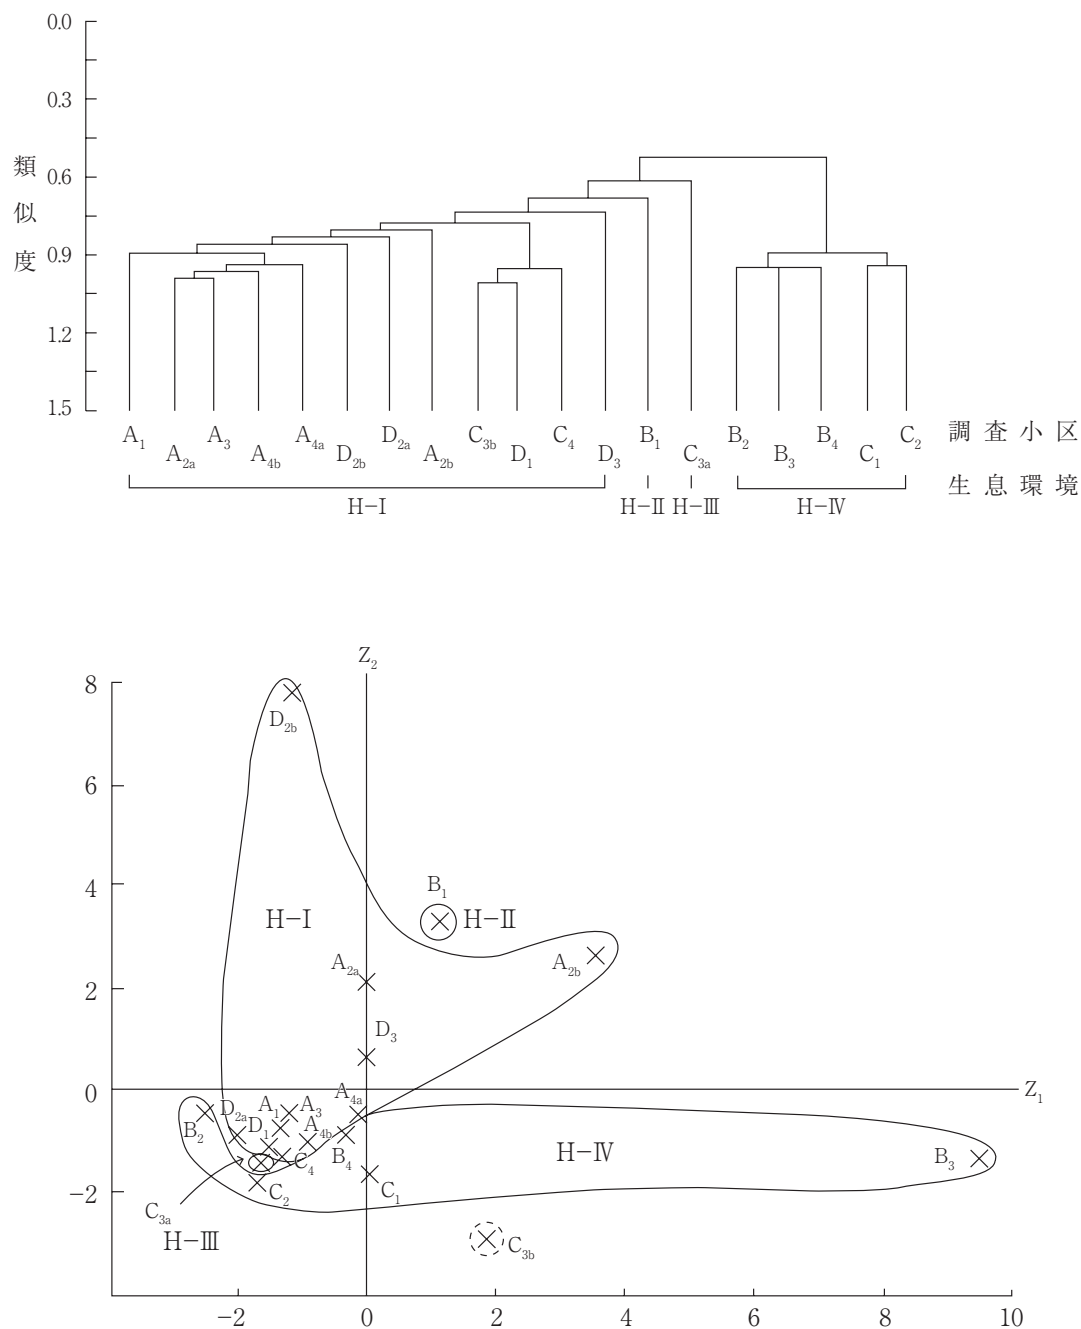 0.0
0.3
0.6
0.9
1.2
1.5
類似度
A₁ A₂ₐ A₃ A₄b A₄ₐ D₂b D₂ₐ A₂b C₃b D₁ C₄ D₃ B₁ C₃ₐ B₂ B₃ B₄ C₁ C₂ 調査小区
H-Ⅰ H-Ⅱ H-Ⅲ H-Ⅳ 生息環境
Z₂
8
D₂b
6
4
B₁
H-Ⅰ H-Ⅱ
A₂ₐ A₂b
2
D₃
0 Z₁
A₄ₐ
D₂ₐ A₁ A₃
B₂ D₁ A₄b
C₄ B₄ H-Ⅳ B₃
-2 C₂ C₁
C₃ₐ
H-Ⅲ C₃b
-2 0 2 4 6 8 10